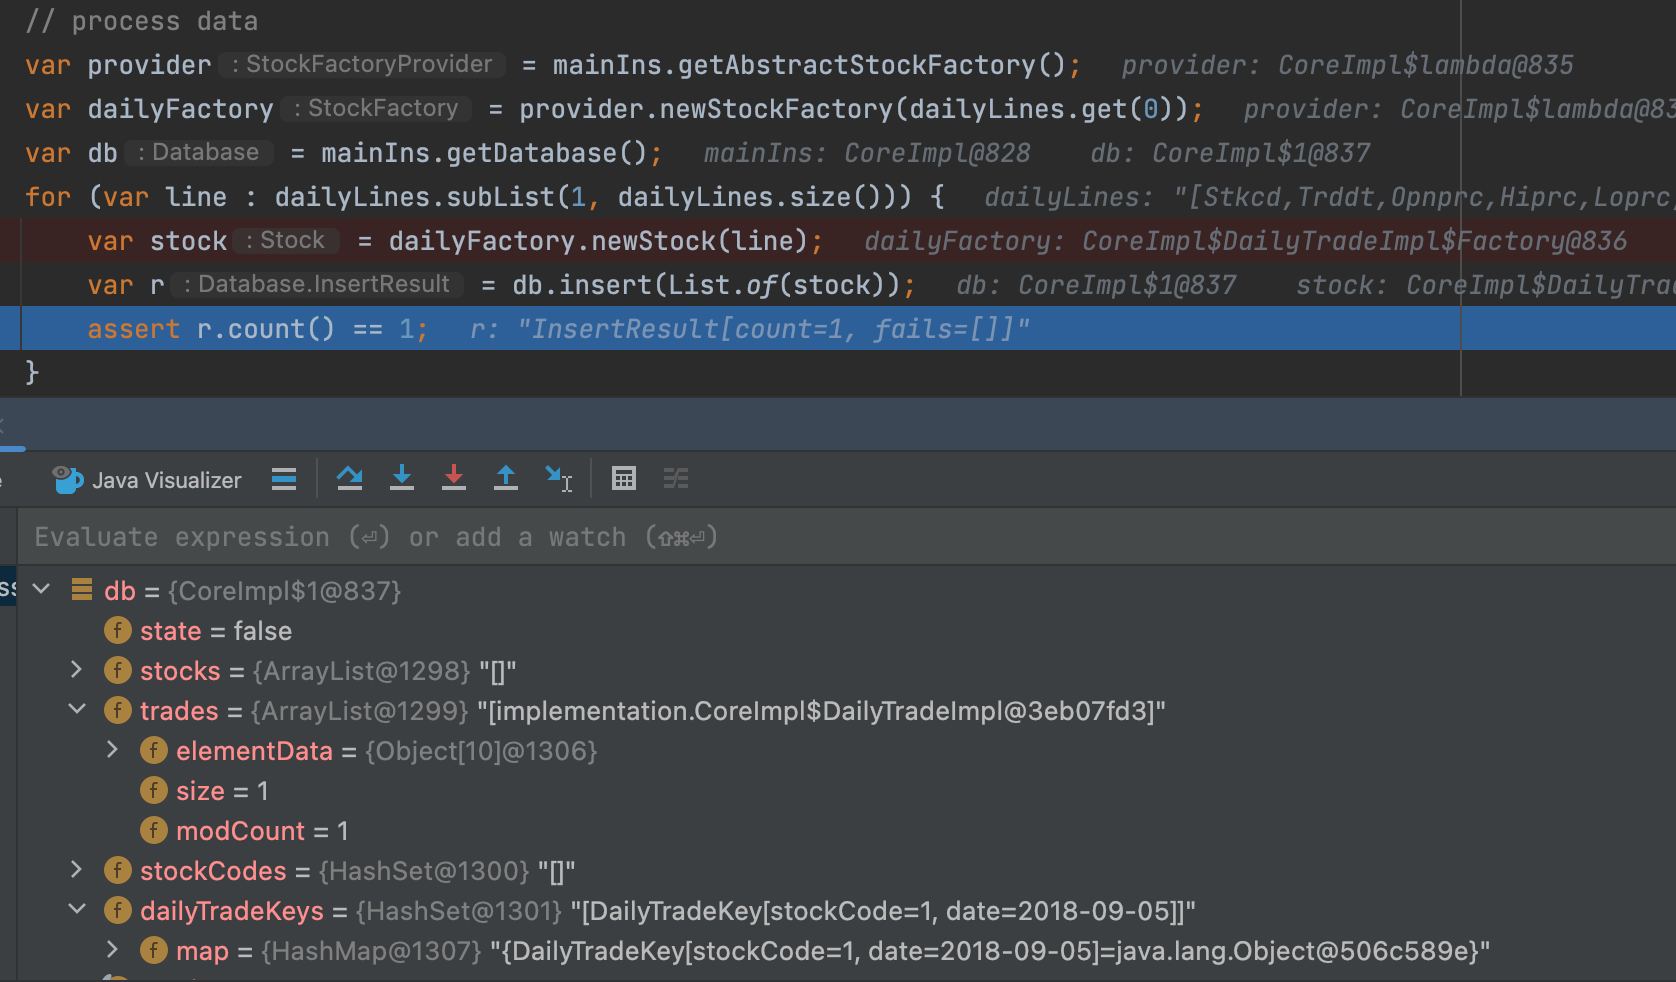 // process data
var provider : StockFactoryProvider = mainIns.getAbstractStockFactory(); provider: CoreImpl$lambda@835
var dailyFactory : StockFactory = provider.newStockFactory(dailyLines.get(0)); provider: CoreImpl$lambda@83
var db : Database = mainIns.getDatabase(); mainIns: CoreImpl@828 db: CoreImpl$1@837
for (var line : dailyLines.subList(1, dailyLines.size())) { dailyLines: "[Stkcd,Trddt,Opnprc,Hiprc,Loprc,
var stock : Stock = dailyFactory.newStock(line); dailyFactory: CoreImpl$DailyTradeImpl$Factory@836
var r : Database.InsertResult = db.insert(List.of(stock)); db: CoreImpl$1@837 stock: CoreImpl$DailyTra
assert r.count() == 1; r: "InsertResult[count=1, fails=[]]"
}
Java Visualizer
Evaluate expression (⏎) or add a watch (⇧⌘⏎)
ss
db = {CoreImpl$1@837}
f state = false
f stocks = {ArrayList@1298} "[]"
f trades = {ArrayList@1299} "[implementation.CoreImpl$DailyTradeImpl@3eb07fd3]"
f elementData = {Object[10]@1306}
f size = 1
f modCount = 1
f stockCodes = {HashSet@1300} "[]"
f dailyTradeKeys = {HashSet@1301} "[DailyTradeKey[stockCode=1, date=2018-09-05]]"
f map = {HashMap@1307} "{DailyTradeKey[stockCode=1, date=2018-09-05]=java.lang.Object@506c589e}"